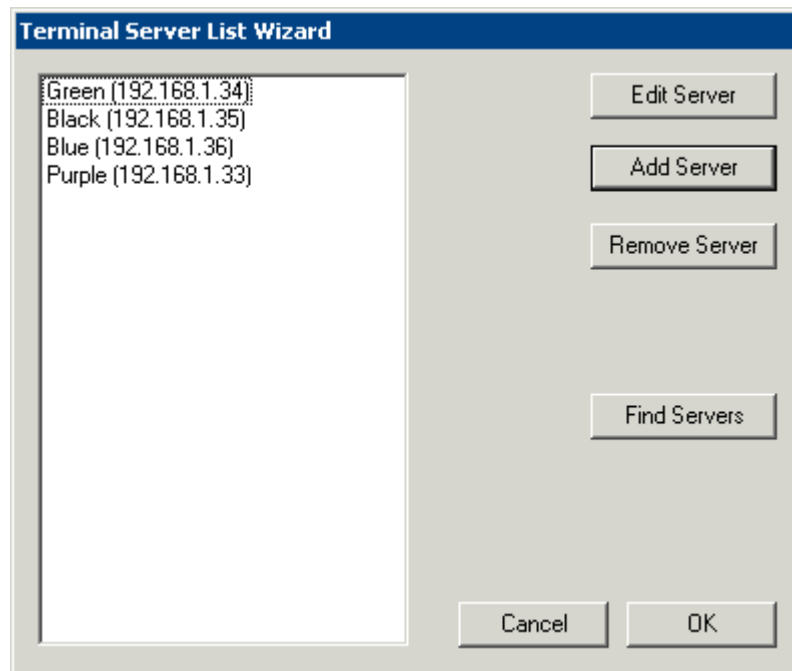 Terminal Server List Wizard
Green (192.168.1.34)
Black (192.168.1.35)
Blue (192.168.1.36)
Purple (192.168.1.33)
Edit Server
Add Server
Remove Server
Find Servers
Cancel
OK